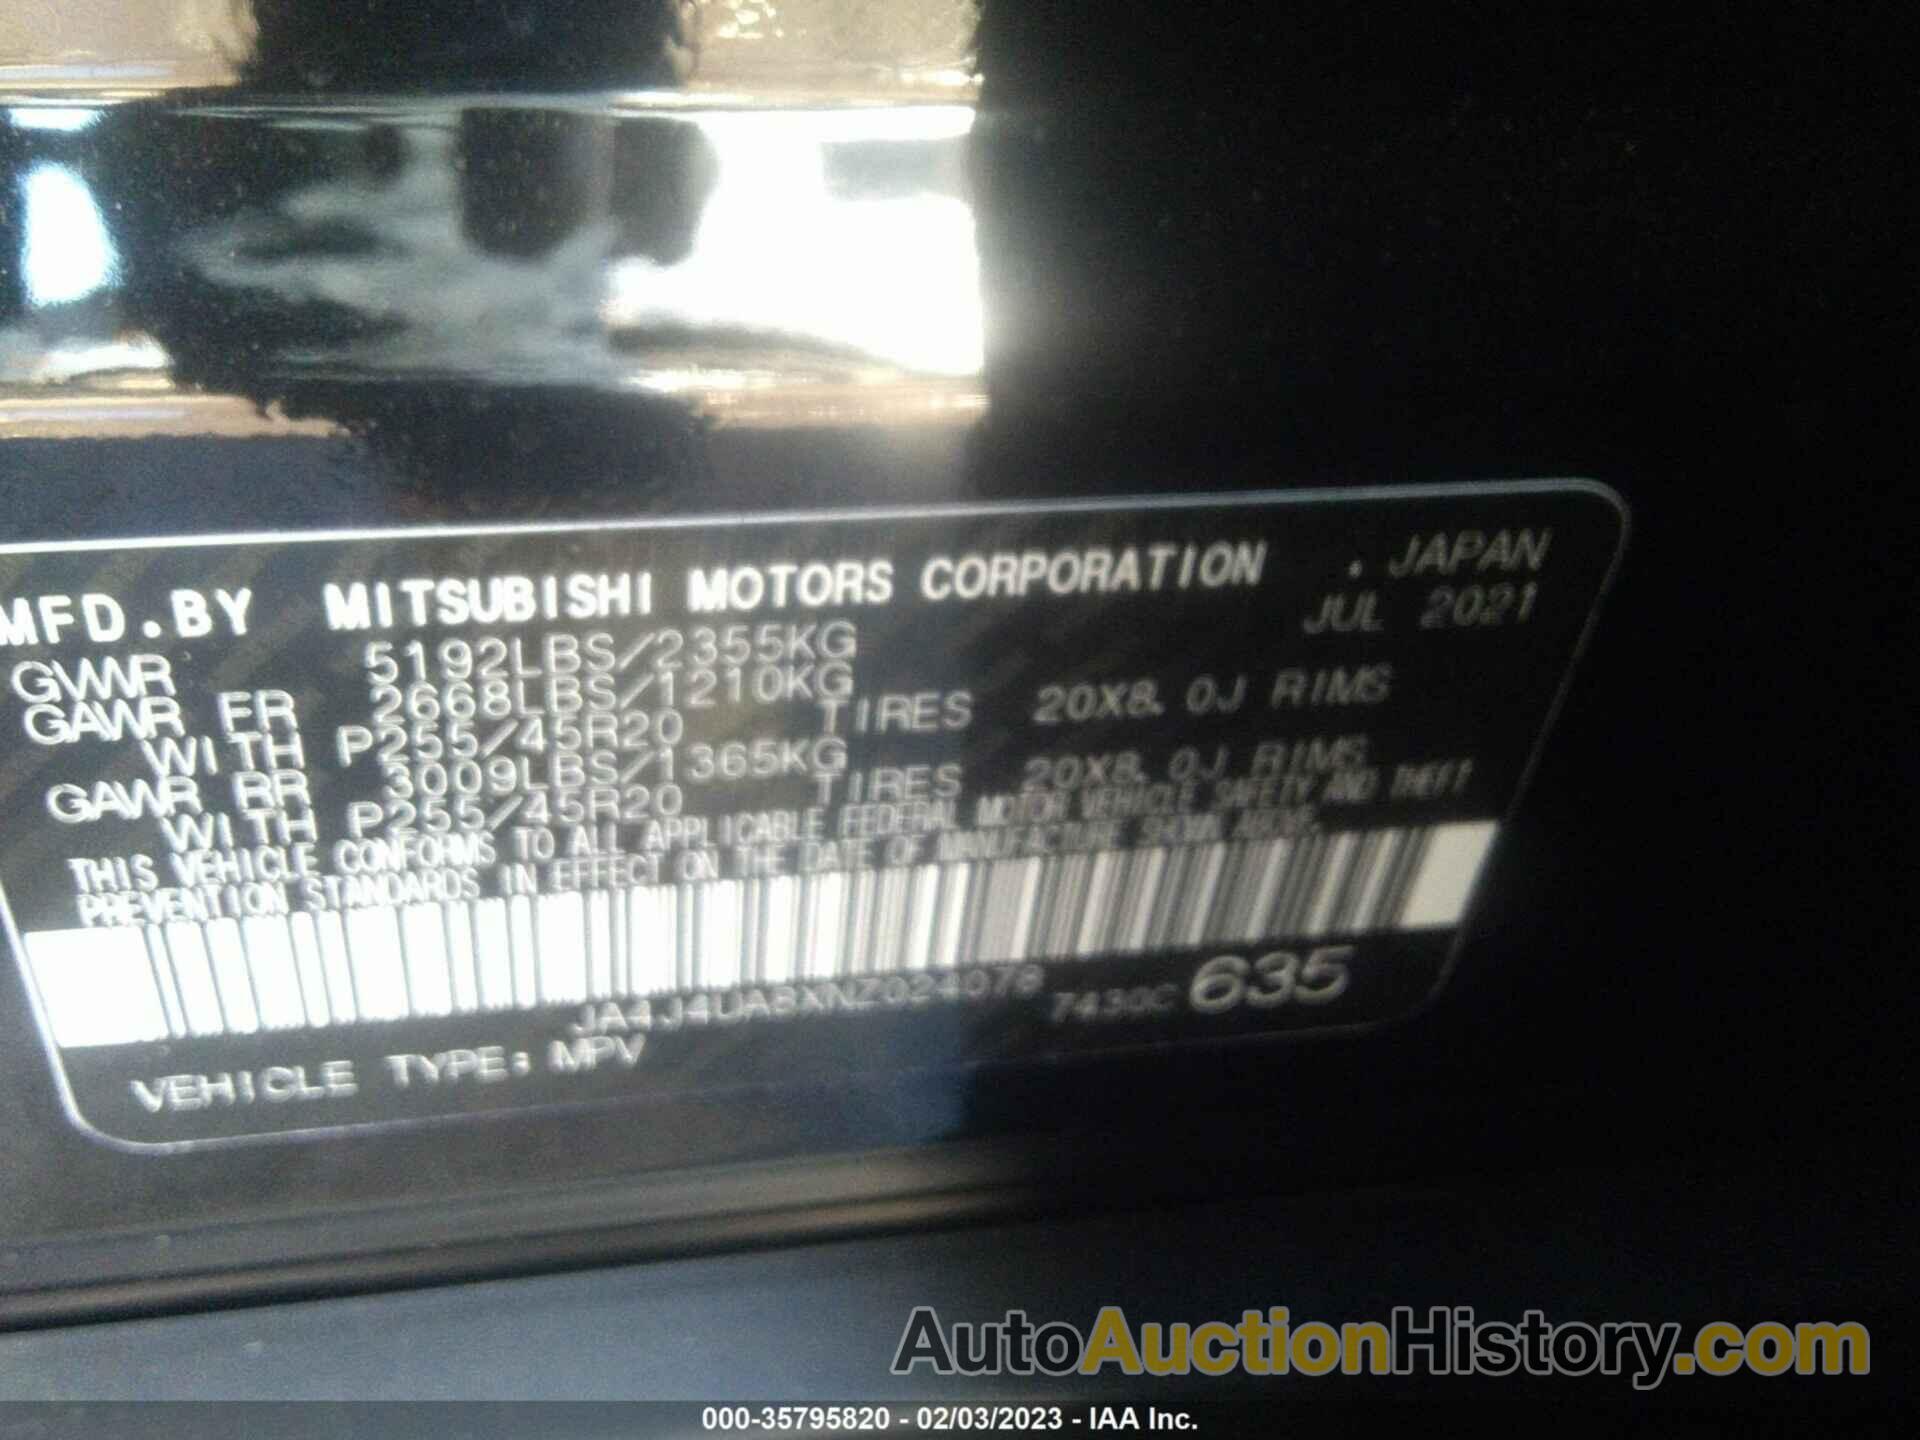 MFD.BY MITSUBISHI MOTORS CORPORATION . JAPAN
JUL 2021
GVWR 5192LBS/2355KG
GAWR FR 2668LBS/1210KG
WITH P255/45R20 TIRES 20X8.0J RIMS
GAWR RR 3009LBS/1365KG
WITH P255/45R20 TIRES 20X8.0J RIMS
THIS VEHICLE CONFORMS TO ALL APPLICABLE FEDERAL MOTOR VEHICLE SAFETY AND THEFT
PREVENTION STANDARDS IN EFFECT ON THE DATE OF MANUFACTURE SHOWN ABOVE.
JA4J4UA8XNZ024078 7430C 635
VEHICLE TYPE: MPV
AutoAuctionHistory.com
000-35795820 - 02/03/2023 - IAA Inc.